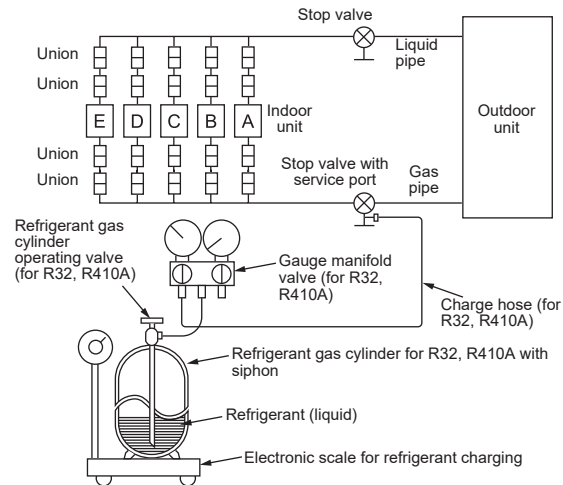 Stop valve
Union
Liquid
pipe
Union
E
D
C
B
A
Indoor
unit
Outdoor
unit
Union
Union
Stop valve with
service port
Gas
pipe
Refrigerant gas
cylinder
operating valve
(for R32, R410A)
Gauge manifold
valve (for R32,
R410A)
Charge hose (for
R32, R410A)
Refrigerant gas cylinder for R32, R410A with
siphon
Refrigerant (liquid)
Electronic scale for refrigerant charging